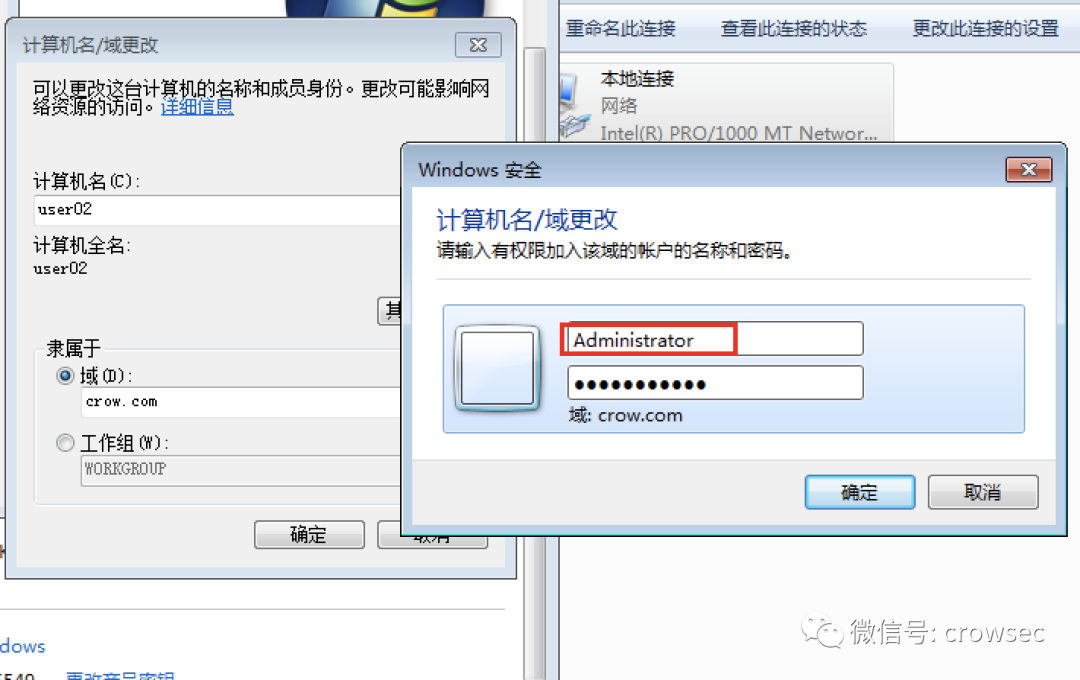 计算机名/域更改
可以更改这台计算机的名称和成员身份。更改可能影响网
络资源的访问。详细信息
计算机名(C):
user02
计算机全名:
user02
其
隶属于
域(D):
crow.com
工作组(W):
WORKGROUP
确定
取消
dows
更改产品密钥
重命名此连接 查看此连接的状态 更改此连接的设置
本地连接
网络
Intel(R) PRO/1000 MT Networ...
Windows 安全
计算机名/域更改
请输入有权限加入该域的帐户的名称和密码。
Administrator
●●●●●●●●●●●
域: crow.com
确定 取消
微信号: crowsec